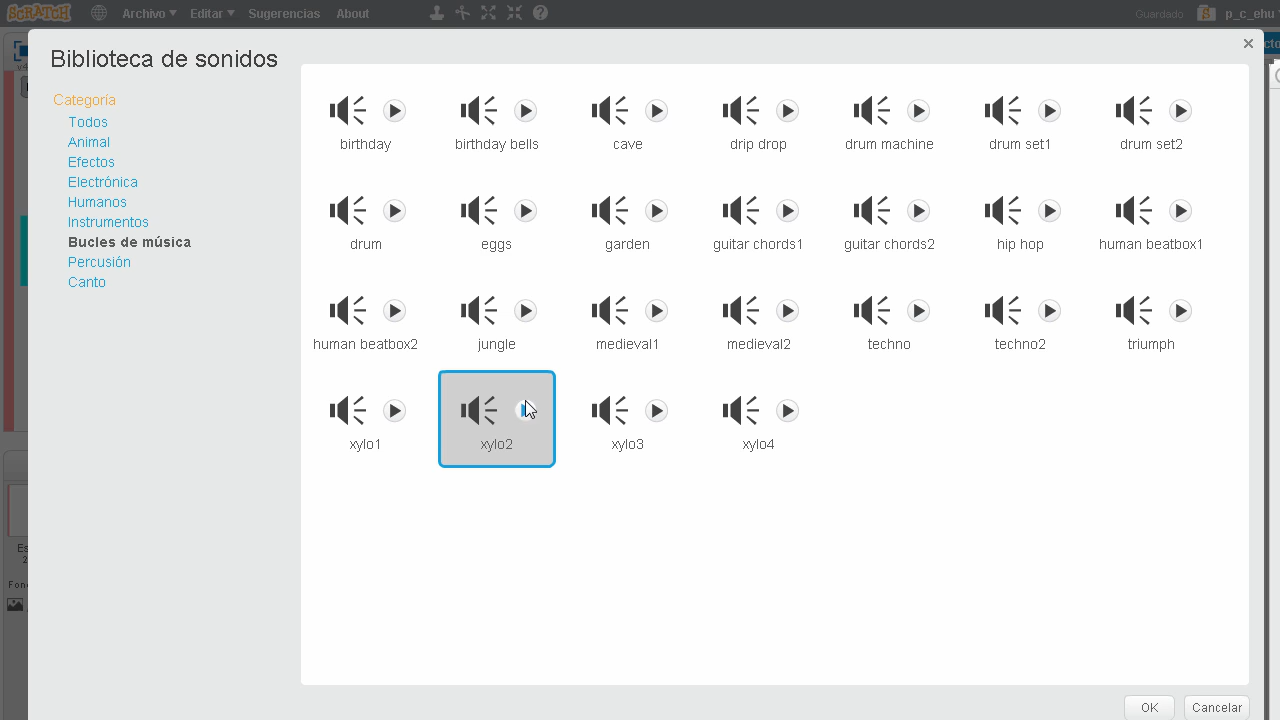 SCRATCH Archivo Editar Sugerencias About Guardado p_c_ehu
Biblioteca de sonidos
Categoría
Todos
Animal
Efectos
Electrónica
Humanos
Instrumentos
Bucles de música
Percusión
Canto
birthday birthday bells cave drip drop drum machine drum set1 drum set2
drum eggs garden guitar chords1 guitar chords2 hip hop human beatbox1
human beatbox2 jungle medieval1 medieval2 techno techno2 triumph
xylo1 xylo2 xylo3 xylo4
OK Cancelar